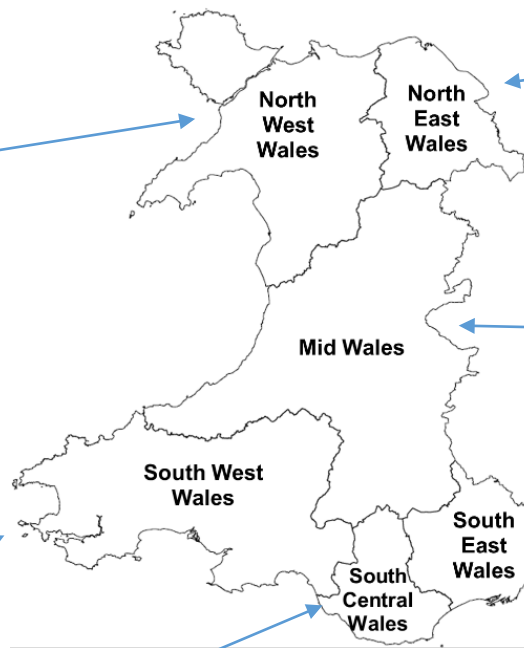 North
West
Wales
North
East
Wales
Mid Wales
South West
Wales
South
East
Wales
South
Central
Wales